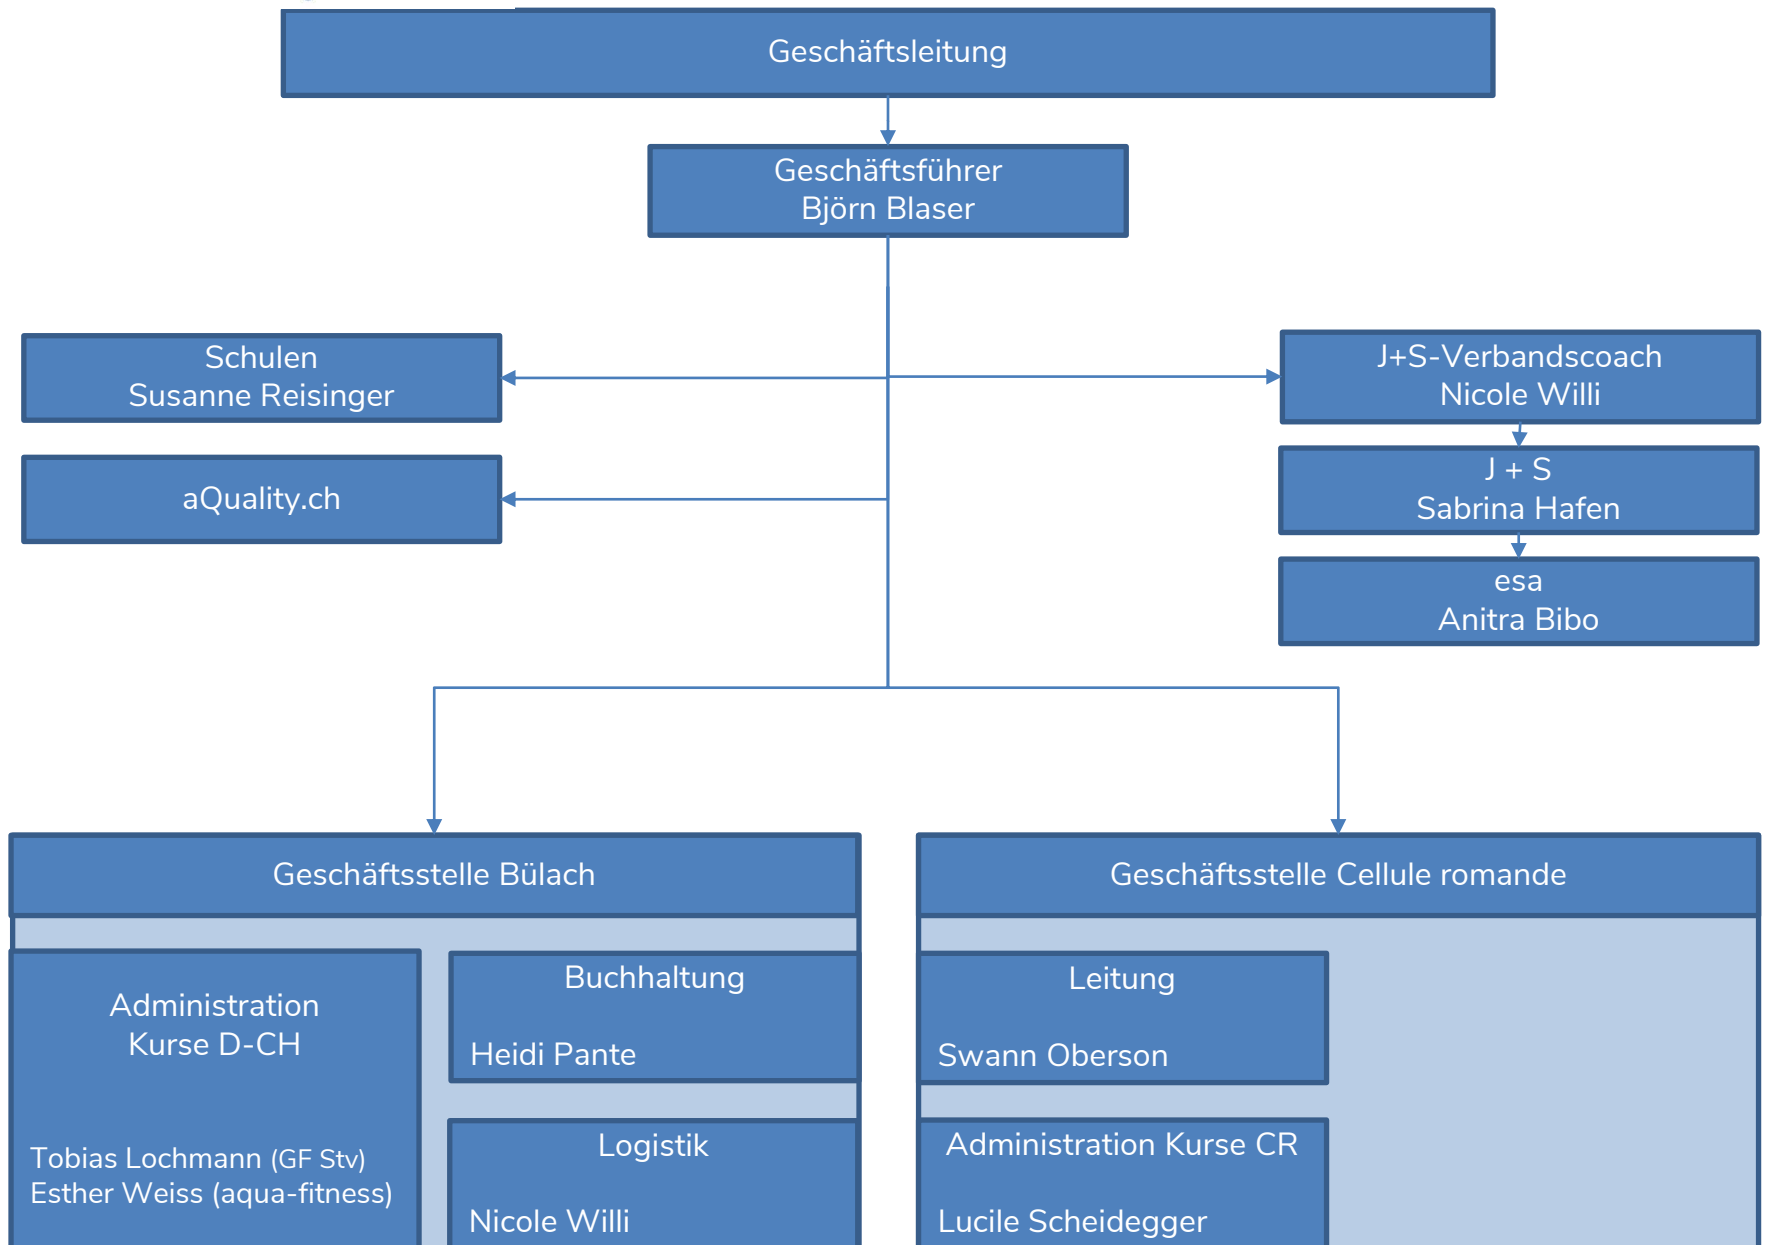 Geschäftsleitung
Geschäftsführer
Björn Blaser
Schulen
Susanne Reisinger
aQuality.ch
J+S-Verbandscoach
Nicole Willi
J + S
Sabrina Hafen
esa
Anitra Bibo
Geschäftsstelle Bülach
Administration
Kurse D-CH
Tobias Lochmann (GF Stv)
Esther Weiss (aqua-fitness)
Buchhaltung
Heidi Pante
Logistik
Nicole Willi
Geschäftsstelle Cellule romande
Leitung
Swann Oberson
Administration Kurse CR
Lucile Scheidegger